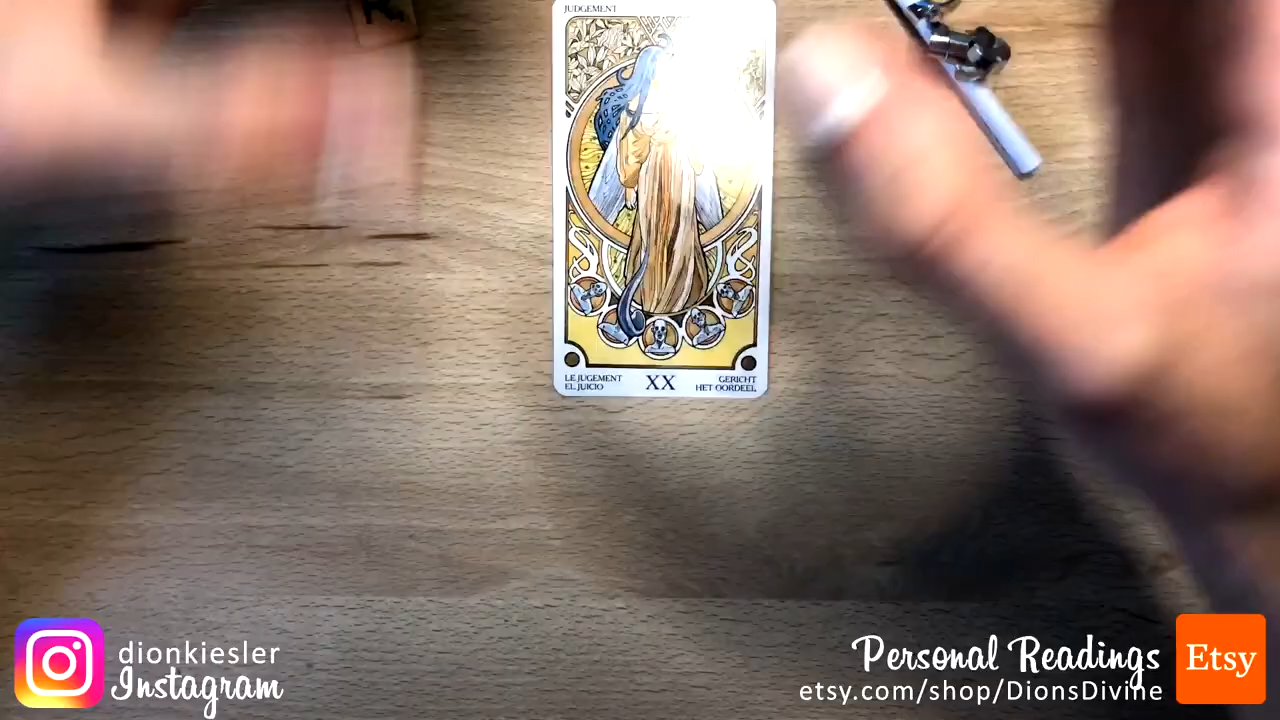 JUDGEMENT
LE JUGEMENT
EL JUICIO
XX
GERICHT
HET OORDEEL
dionkiesler
Instagram
Personal Readings
etsy.com/shop/DionsDivine
Etsy